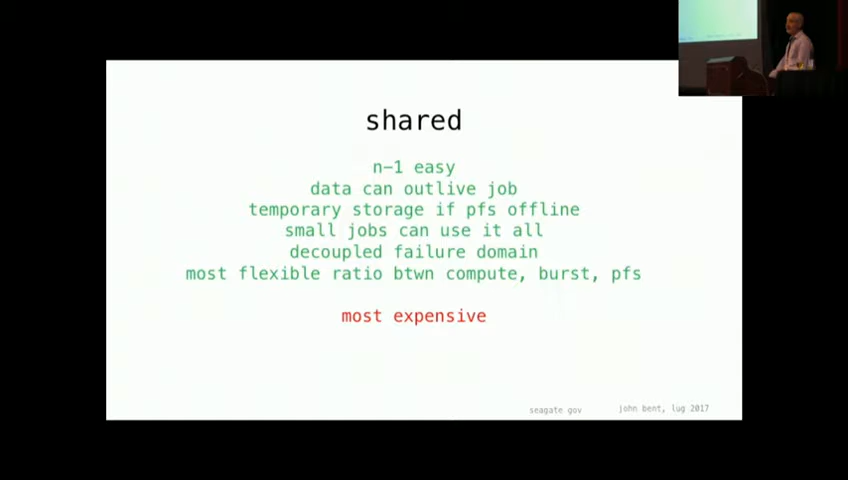 shared
n-1 easy
data can outlive job
temporary storage if pfs offline
small jobs can use it all
decoupled failure domain
most flexible ratio btwn compute, burst, pfs
most expensive
seagate gov
john bent, lug 2017